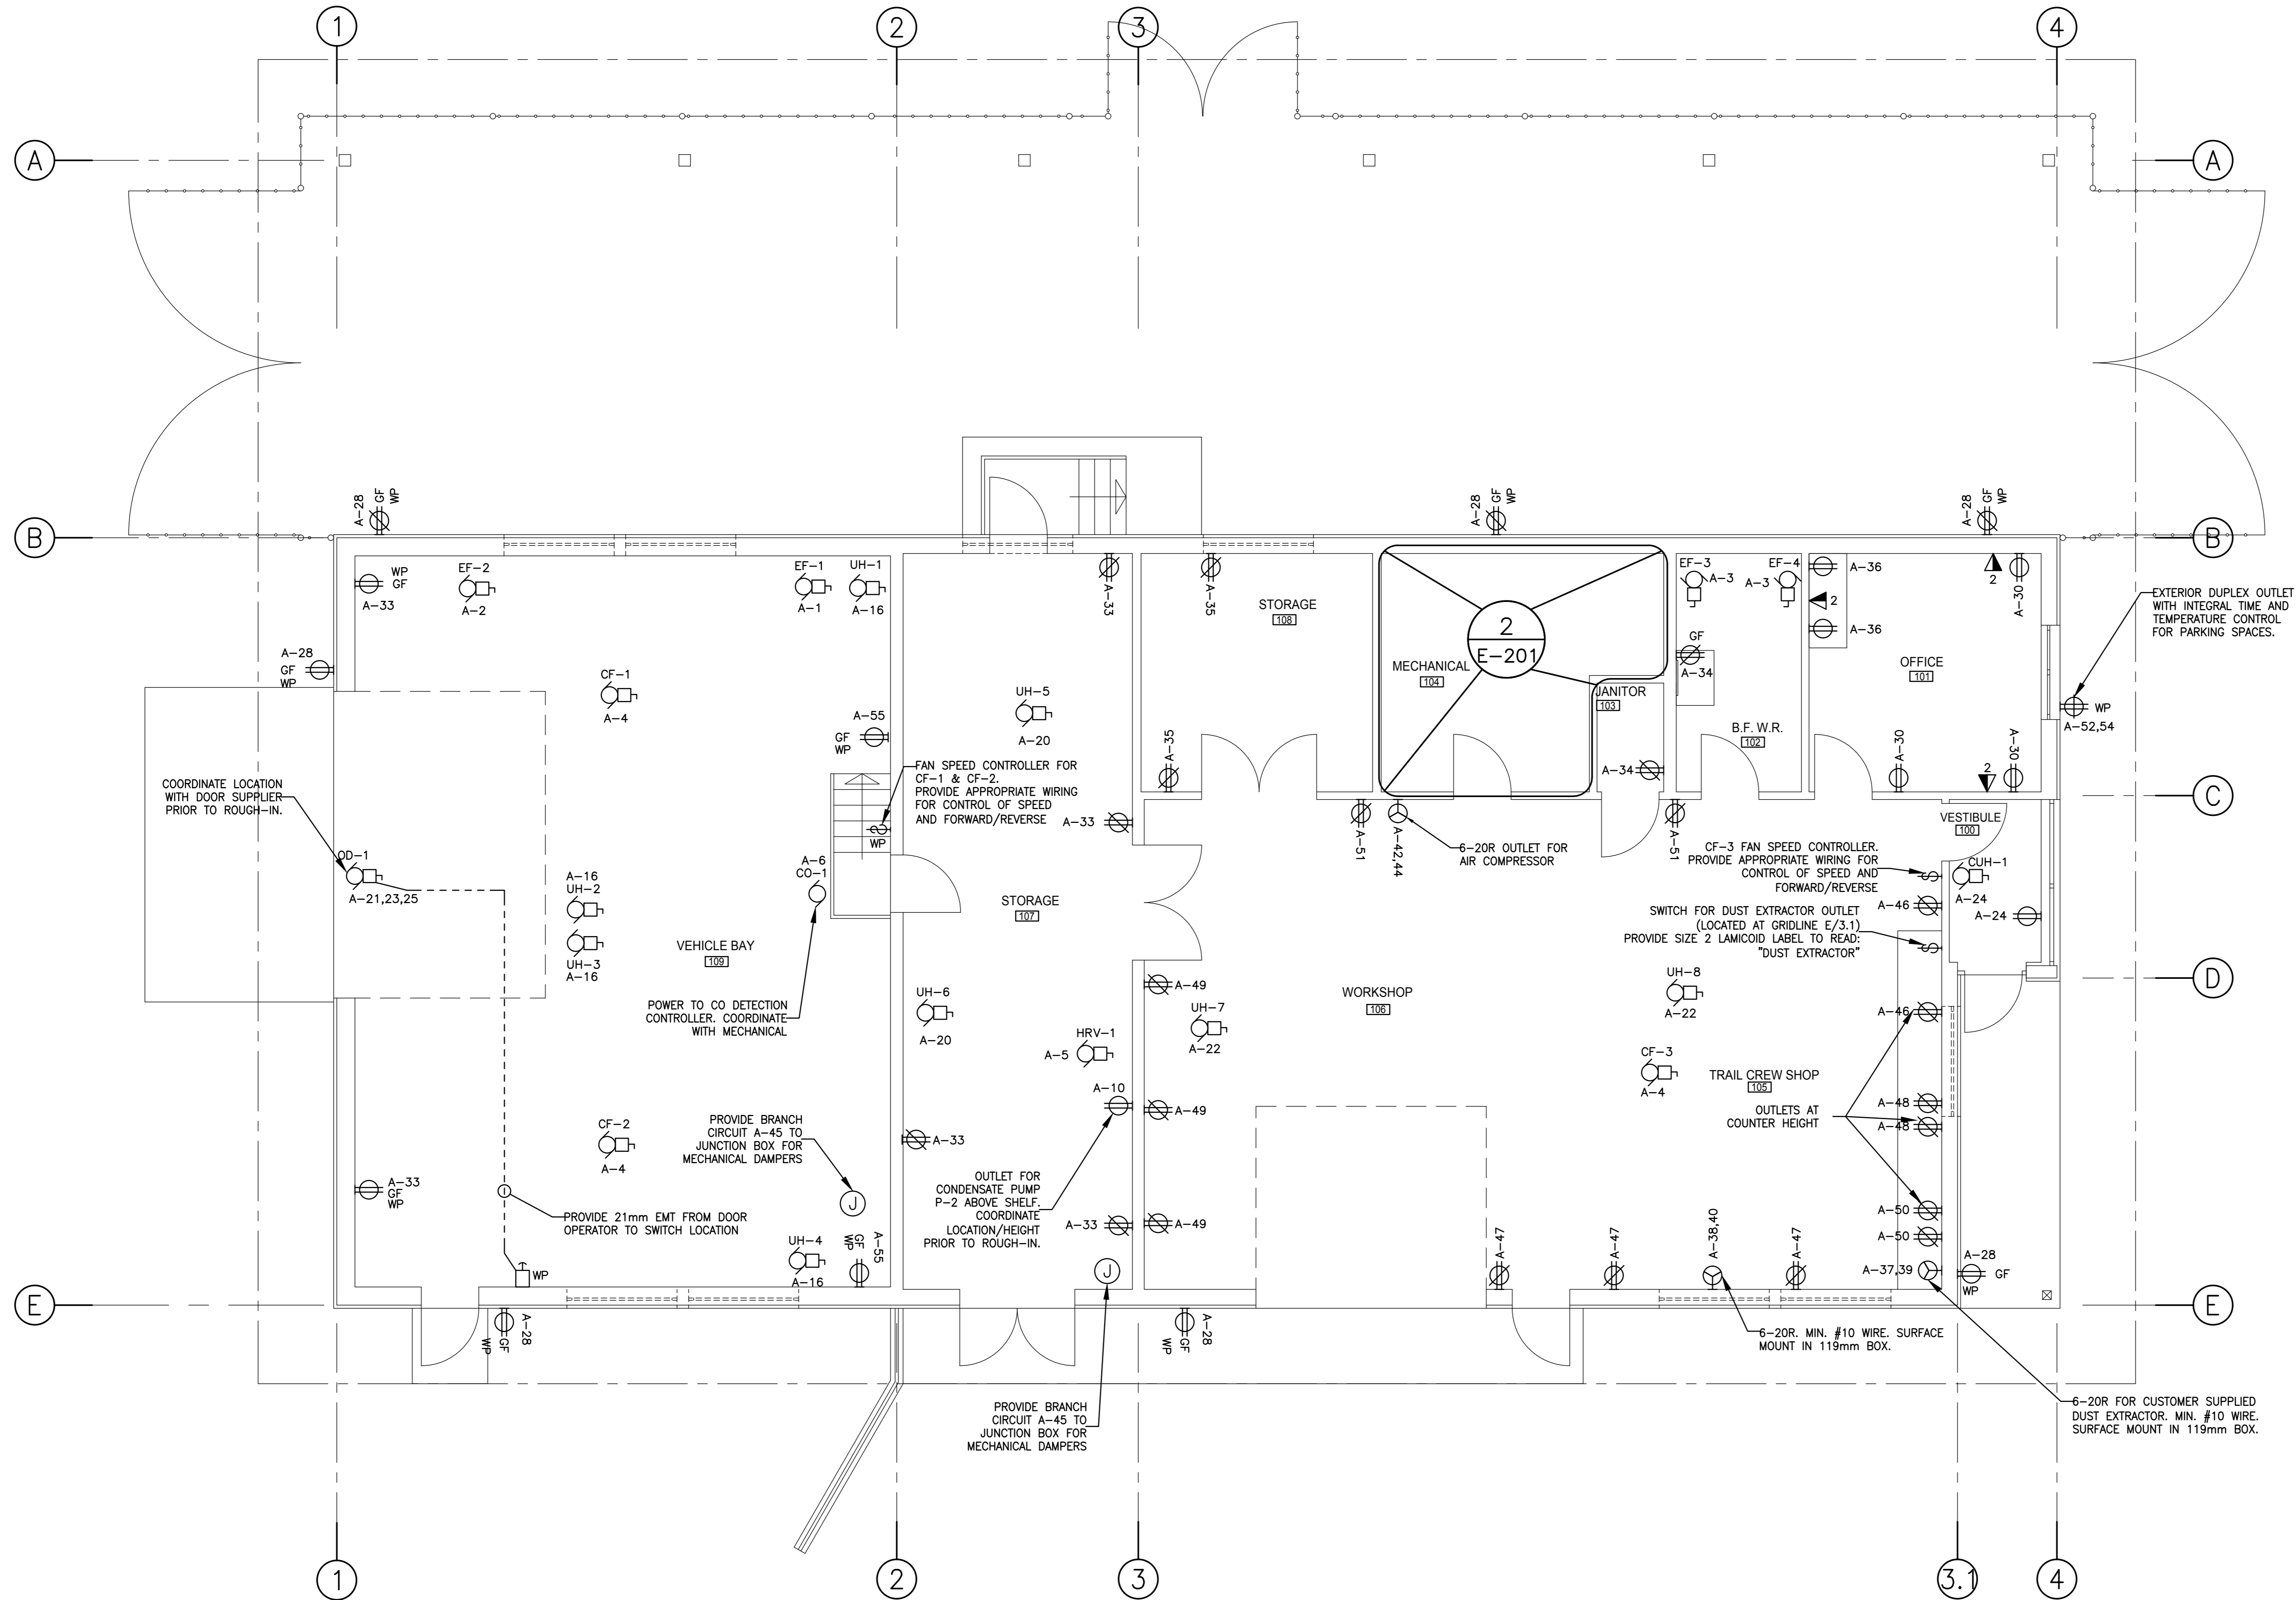 1
2
3
4
A
A
A-28
GF
WP
A-28
GF
WP
A-28
GF
WP
B
B
WP
GF
A-33
EF-2
A-2
EF-1
A-1
UH-1
A-16
A-33
A-35
STORAGE
108
2
E-201
MECHANICAL
104
JANITOR
103
EF-3
A-3
EF-4
A-3
GF
A-34
A-36
2
A-36
2
A-30
OFFICE
101
B.F. W.R.
102
EXTERIOR DUPLEX OUTLET
WITH INTEGRAL TIME AND
TEMPERATURE CONTROL
FOR PARKING SPACES.
WP
A-52,54
A-28
GF
WP
CF-1
A-4
A-55
GF
WP
UH-5
A-20
A-35
A-34
A-30
2
A-30
COORDINATE LOCATION
WITH DOOR SUPPLIER
PRIOR TO ROUGH-IN.
FAN SPEED CONTROLLER FOR
CF-1 & CF-2.
PROVIDE APPROPRIATE WIRING
FOR CONTROL OF SPEED
AND FORWARD/REVERSE
S
WP
A-33
C
C
A-51
A-42,44
6-20R OUTLET FOR
AIR COMPRESSOR
A-51
VESTIBULE
100
CF-3 FAN SPEED CONTROLLER.
PROVIDE APPROPRIATE WIRING FOR
CONTROL OF SPEED AND
FORWARD/REVERSE
S
CUH-1
A-24
A-24
A-46
SWITCH FOR DUST EXTRACTOR OUTLET
(LOCATED AT GRIDLINE E/3.1)
PROVIDE SIZE 2 LAMICOID LABEL TO READ:
"DUST EXTRACTOR"
S
OD-1
A-21,23,25
A-16
UH-2
UH-3
A-16
A-6
CO-1
VEHICLE BAY
109
STORAGE
107
POWER TO CO DETECTION
CONTROLLER. COORDINATE
WITH MECHANICAL
UH-6
A-20
A-49
UH-7
A-22
WORKSHOP
106
UH-8
A-22
A-46
D
HRV-1
A-5
A-10
A-49
CF-3
A-4
TRAIL CREW SHOP
105
OUTLETS AT
COUNTER HEIGHT
A-48
A-48
CF-2
A-4
PROVIDE BRANCH
CIRCUIT A-45 TO
JUNCTION BOX FOR
MECHANICAL DAMPERS
J
A-33
OUTLET FOR
CONDENSATE PUMP
P-2 ABOVE SHELF.
COORDINATE
LOCATION/HEIGHT
PRIOR TO ROUGH-IN.
A-33
GF
WP
PROVIDE 21mm EMT FROM DOOR
OPERATOR TO SWITCH LOCATION
WP
UH-4
A-16
WP
GF
A-55
A-33
J
A-49
A-47
A-47
A-38,40
A-47
A-50
A-50
A-37,39
A-28
GF
WP
E
E
WP
GF
A-28
WP
GF
A-28
6-20R. MIN. #10 WIRE. SURFACE
MOUNT IN 119mm BOX.
PROVIDE BRANCH
CIRCUIT A-45 TO
JUNCTION BOX FOR
MECHANICAL DAMPERS
6-20R FOR CUSTOMER SUPPLIED
DUST EXTRACTOR. MIN. #10 WIRE.
SURFACE MOUNT IN 119mm BOX.
1
2
3
3.1
4